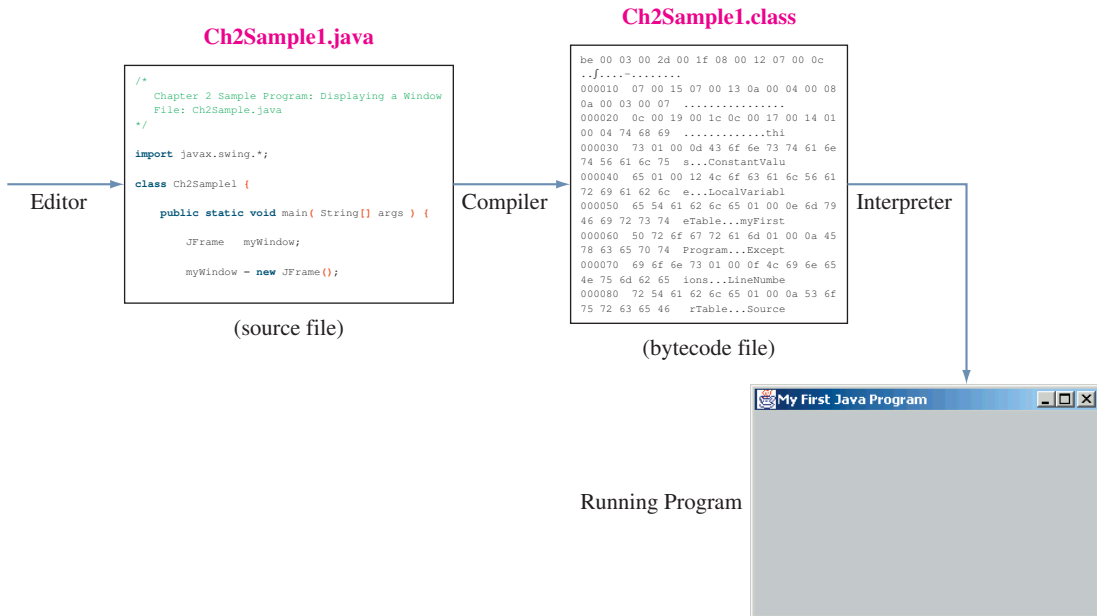 Ch2Sample1.java
Ch2Sample1.class
/*
Chapter 2 Sample Program: Displaying a Window
File: Ch2Sample.java
*/
import javax.swing.*;
class Ch2Sample1 {
public static void main( String[] args ) {
JFrame   myWindow;
myWindow = new JFrame();
be 00 03 00 2d 00 1f 08 00 12 07 00 0c
..ʃ....-........
000010  07 00 15 07 00 13 0a 00 04 00 08
0a 00 03 00 07  ................
000020  0c 00 19 00 1c 0c 00 17 00 14 01
00 04 74 68 69  .............thi
000030  73 01 00 0d 43 6f 6e 73 74 61 6e
74 56 61 6c 75  s...ConstantValu
000040  65 01 00 12 4c 6f 63 61 6c 56 61
72 69 61 62 6c  e...LocalVariabl
000050  65 54 61 62 6c 65 01 00 0e 6d 79
46 69 72 73 74  eTable...myFirst
000060  50 72 6f 67 72 61 6d 01 00 0a 45
78 63 65 70 74  Program...Except
000070  69 6f 6e 73 01 00 0f 4c 69 6e 65
4e 75 6d 62 65  ions...LineNumbe
000080  72 54 61 62 6c 65 01 00 0a 53 6f
75 72 63 65 46  rTable...Source
Editor
Compiler
Interpreter
(source file)
(bytecode file)
My First Java Program
Running Program